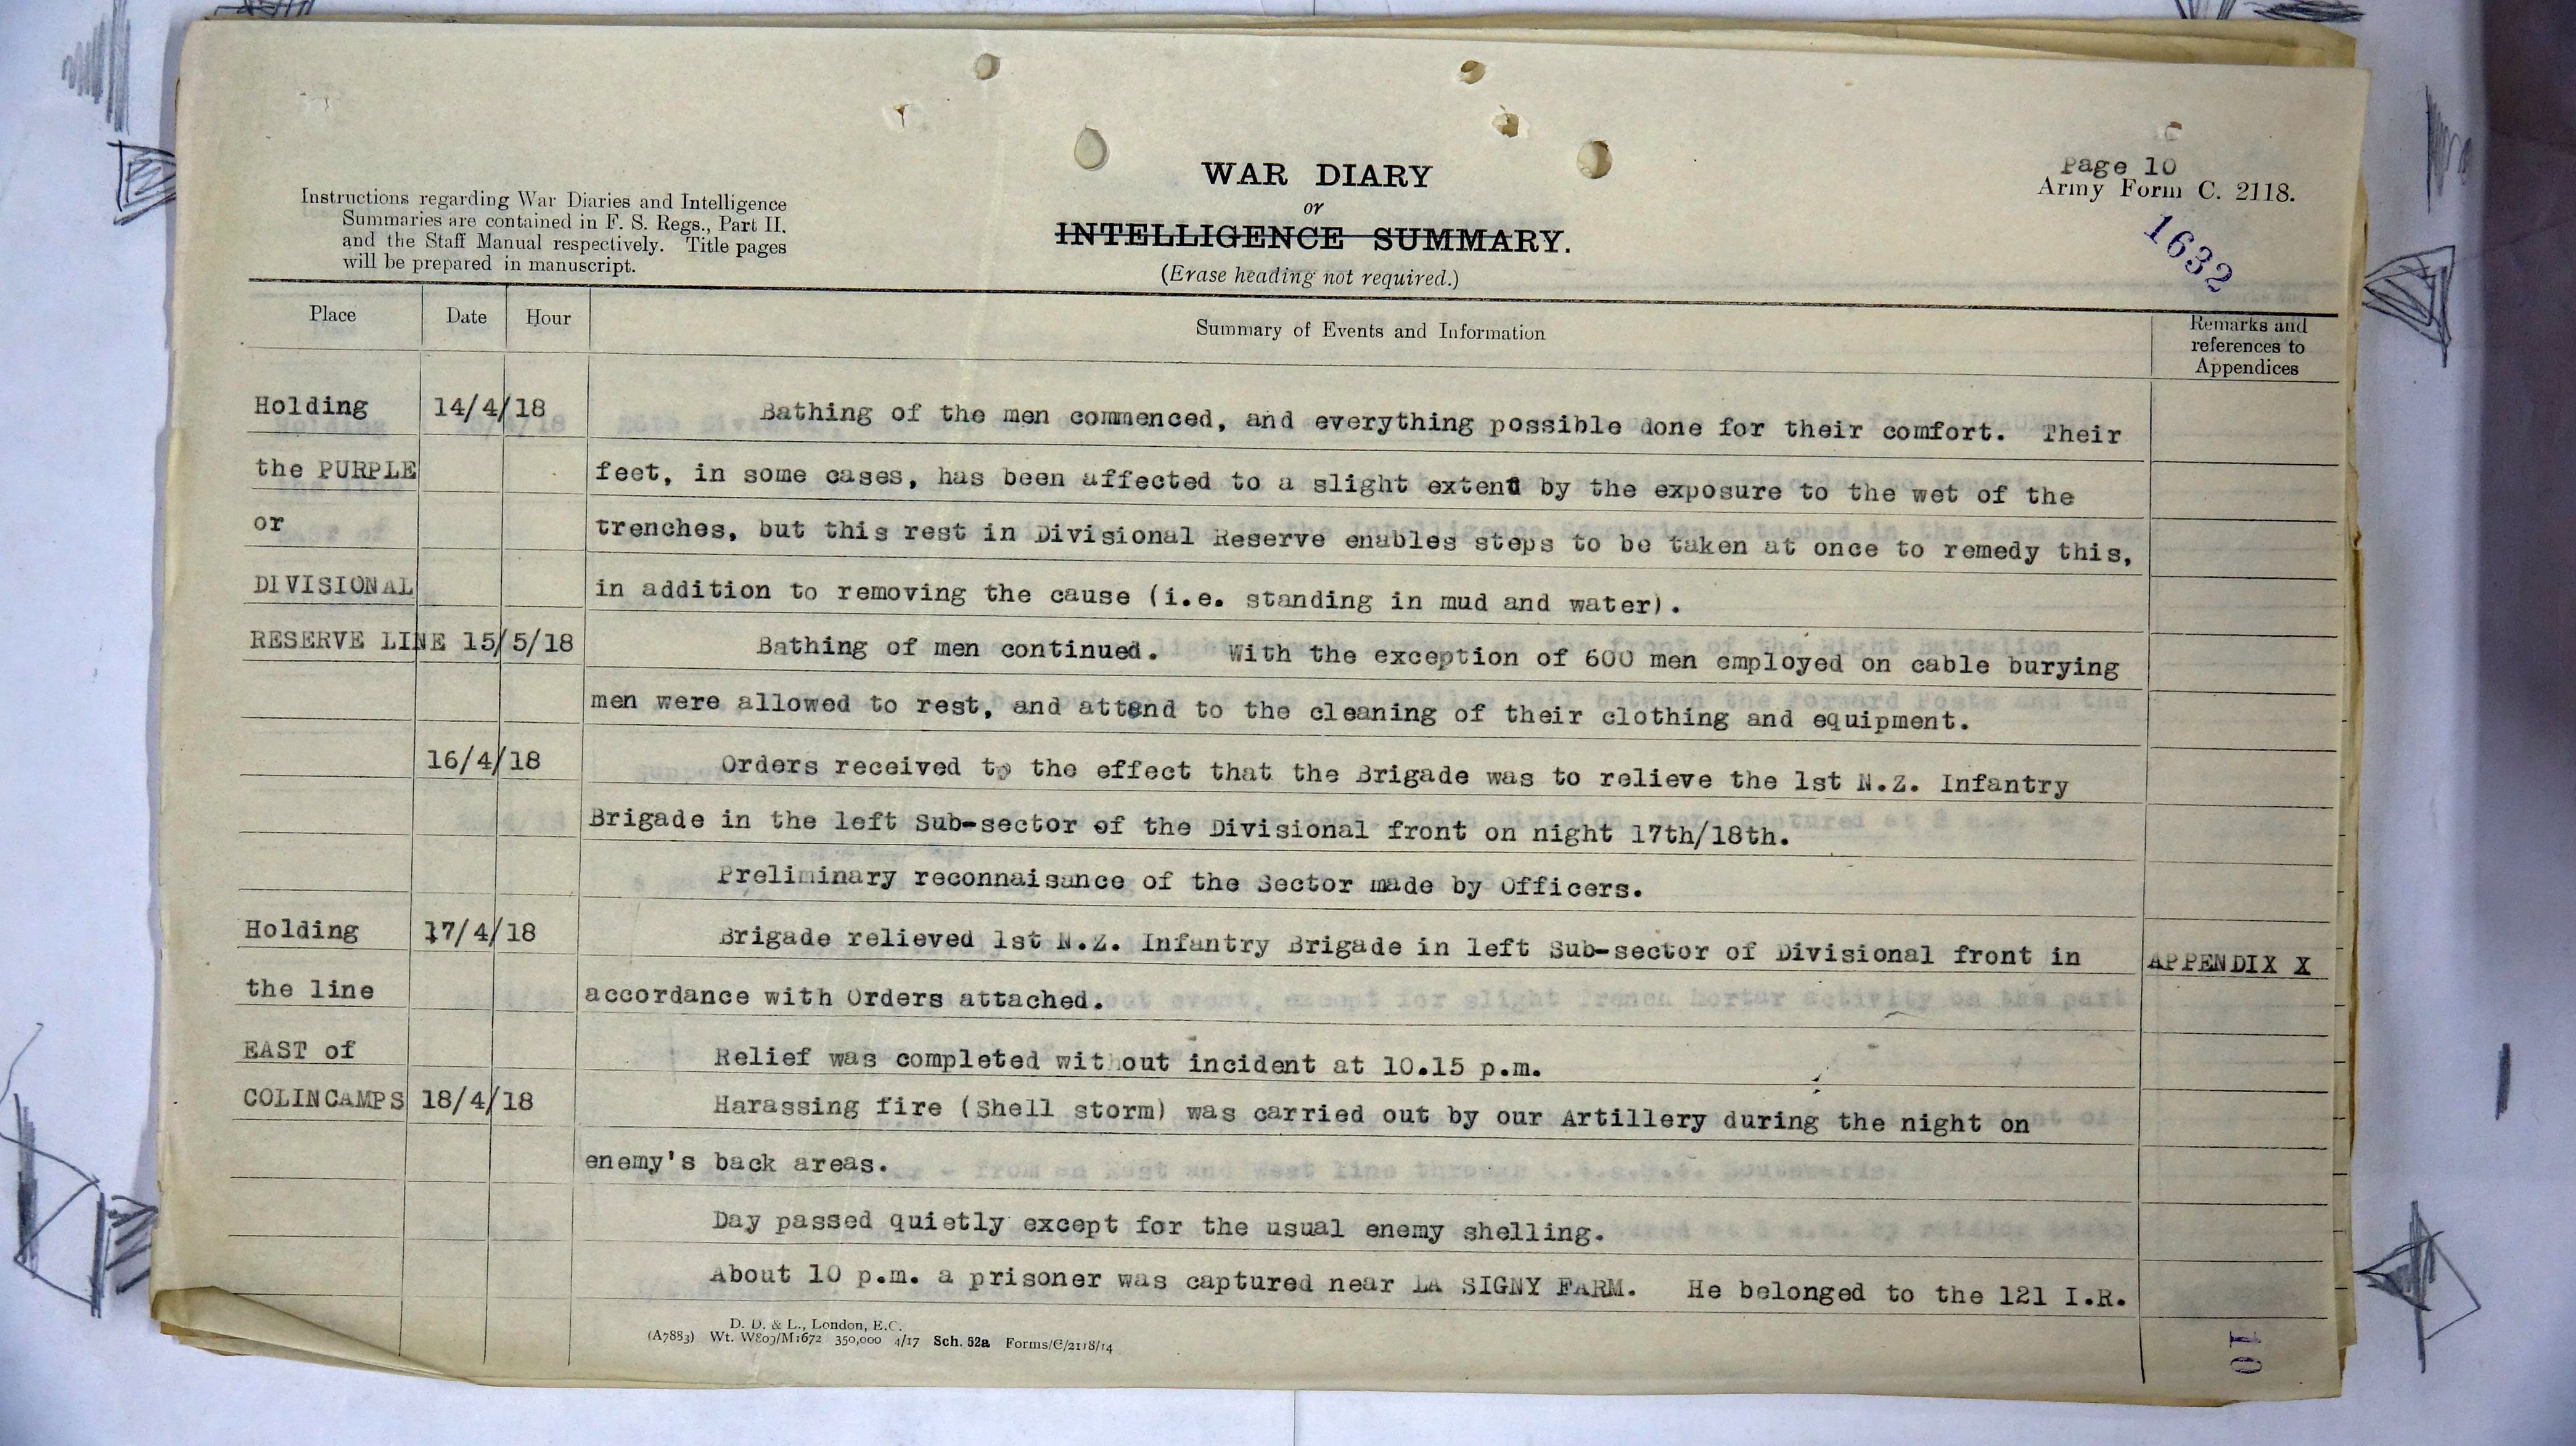 Page 10
Army Form C. 2118.
1632
WAR DIARY
or
INTELLIGENCE SUMMARY.
(Erase heading not required.)
Instructions regarding War Diaries and Intelligence
Summaries are contained in F. S. Regs., Part II.
and the Staff Manual respectively. Title pages
will be prepared in manuscript.
Place Date Hour Summary of Events and Information Remarks and
references to
Appendices
Holding 14/4/18 Bathing of the men commenced, and everything possible done for their comfort. Their
the PURPLE feet, in some cases, has been affected to a slight extent by the exposure to the wet of the
or trenches, but this rest in Divisional Reserve enables steps to be taken at once to remedy this,
DIVISIONAL in addition to removing the cause (i.e. standing in mud and water).
RESERVE LINE 15/5/18 Bathing of men continued. With the exception of 600 men employed on cable burying
men were allowed to rest, and attend to the cleaning of their clothing and equipment.
16/4/18 Orders received to the effect that the Brigade was to relieve the 1st N.Z. Infantry
Brigade in the left Sub-sector of the Divisional front on night 17th/18th.
Preliminary reconnaisance of the Sector made by Officers.
Holding 17/4/18 Brigade relieved 1st N.Z. Infantry Brigade in left Sub-sector of Divisional front in APPENDIX X
the line accordance with Orders attached.
EAST of Relief was completed without incident at 10.15 p.m.
COLINCAMPS 18/4/18 Harassing fire (Shell storm) was carried out by our Artillery during the night on
enemy's back areas.
Day passed quietly except for the usual enemy shelling.
About 10 p.m. a prisoner was captured near LA SIGNY FARM. He belonged to the 121 I.R.
D. D. & L., London, E.C.
(A7883) Wt. W809/M1672 350,000 4/17 Sch. 52a Forms/C/2118/14
10